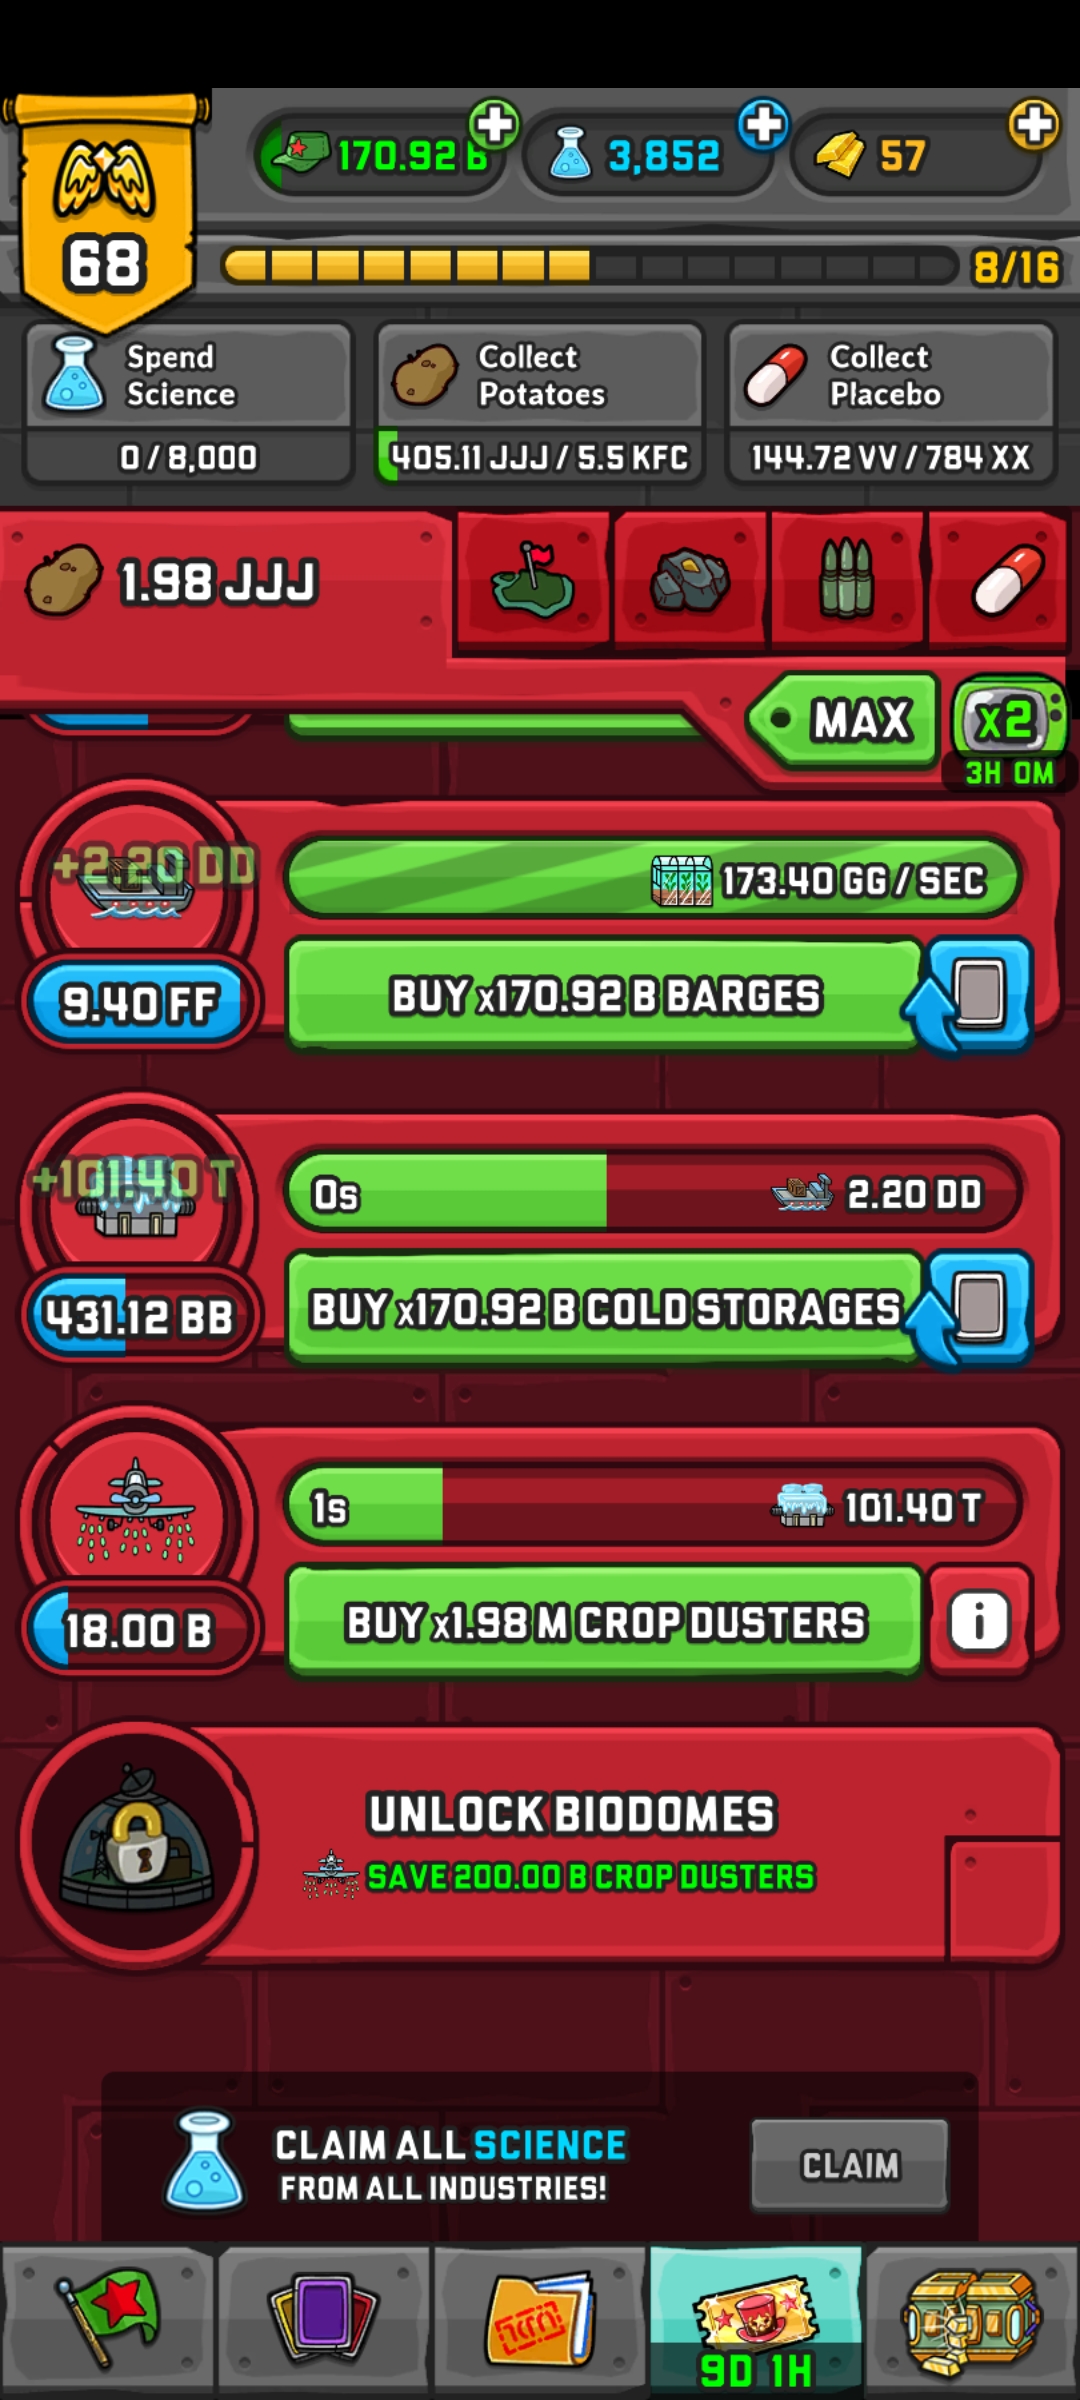 170.92 B
3,852
57
68
8/16
Spend
Science
0 / 8,000
Collect
Potatoes
405.11 JJJ / 5.5 KFC
Collect
Placebo
144.72 VV / 784 XX
1.98 JJJ
MAX
x2
3H 0M
+2.20 DD
173.40 GG / SEC
9.40 FF
BUY x170.92 B BARGES
+101.40 T
0s
2.20 DD
431.12 BB
BUY x170.92 B COLD STORAGES
1s
101.40 T
18.00 B
BUY x1.98 M CROP DUSTERS
i
UNLOCK BIODOMES
SAVE 200.00 B CROP DUSTERS
CLAIM ALL SCIENCE
FROM ALL INDUSTRIES!
CLAIM
9D 1H